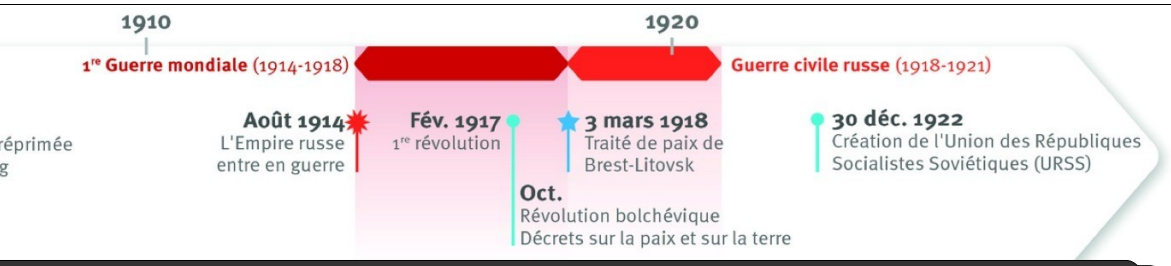 1910
1920
1re Guerre mondiale (1914-1918)
Guerre civile russe (1918-1921)
réprimée
g
Août 1914
L'Empire russe
entre en guerre
Fév. 1917
1re révolution
Oct.
Révolution bolchévique
Décrets sur la paix et sur la terre
3 mars 1918
Traité de paix de
Brest-Litovsk
30 déc. 1922
Création de l'Union des Républiques
Socialistes Soviétiques (URSS)